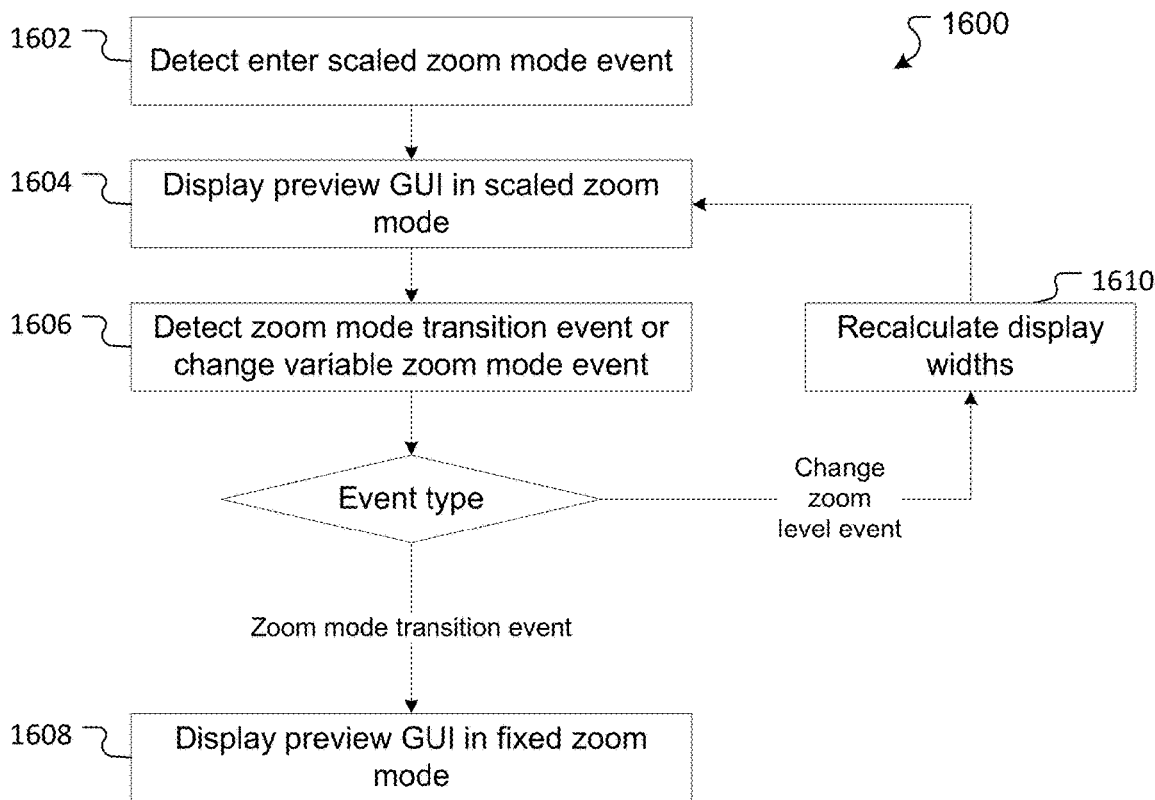 1600
1602
Detect enter scaled zoom mode event
1604
Display preview GUI in scaled zoom
mode
1606
Detect zoom mode transition event or
change variable zoom mode event
1610
Recalculate display
widths
Event type
Change
zoom
level event
Zoom mode transition event
1608
Display preview GUI in fixed zoom
mode